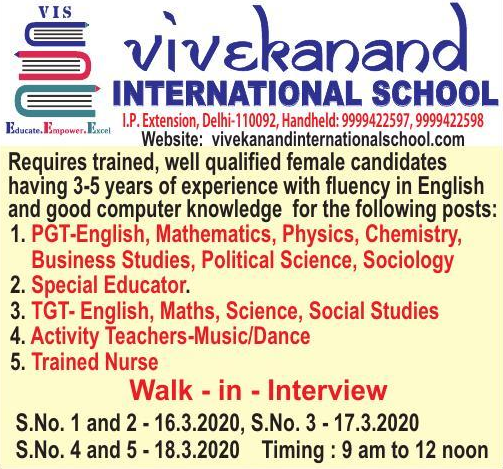 VIS
vivekanand
INTERNATIONAL SCHOOL
Educate.Empower.Excel
I.P. Extension, Delhi-110092, Handheld: 9999422597, 9999422598
Website: vivekanandinternationalschool.com
Requires trained, well qualified female candidates
having 3-5 years of experience with fluency in English
and good computer knowledge for the following posts:
1. PGT-English, Mathematics, Physics, Chemistry,
Business Studies, Political Science, Sociology
2. Special Educator.
3. TGT- English, Maths, Science, Social Studies
4. Activity Teachers-Music/Dance
5. Trained Nurse
Walk - in - Interview
S.No. 1 and 2 - 16.3.2020, S.No. 3 - 17.3.2020
S.No. 4 and 5 - 18.3.2020 Timing : 9 am to 12 noon